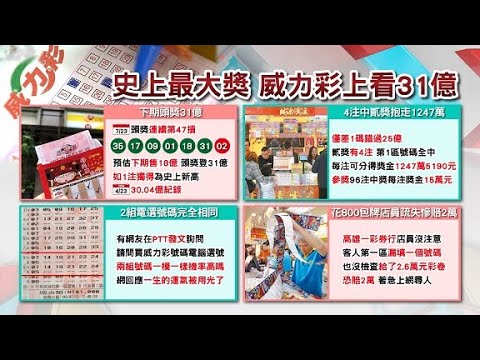 威力彩
史上最大獎 威力彩上看31億
下期頭獎31億
7/23
頭獎連續第47摃
35 17 09 01 18 31 02
預估下期售18億 頭獎登31億
如1注獨得為史上新高
4/23
30.04億紀錄
4注中貳獎抱走1247萬
僅差1碼錯過25億
貳獎有4注 第1區號碼全中
每注可分得獎金1247萬5190元
參獎96注中獎每注獎金15萬元
2組電選號碼完全相同
有網友在PTT發文詢問
請問買威力彩號碼電腦選號
兩組號碼一摸一樣機率高嗎
網回應一生的運氣被用光了
花800包牌店員疏失慘賠2萬
高雄一彩券行店員沒注意
客人第一區漏填一個號碼
也沒檢查給了2.6萬元彩卷
恐賠2萬 著急上網尋人